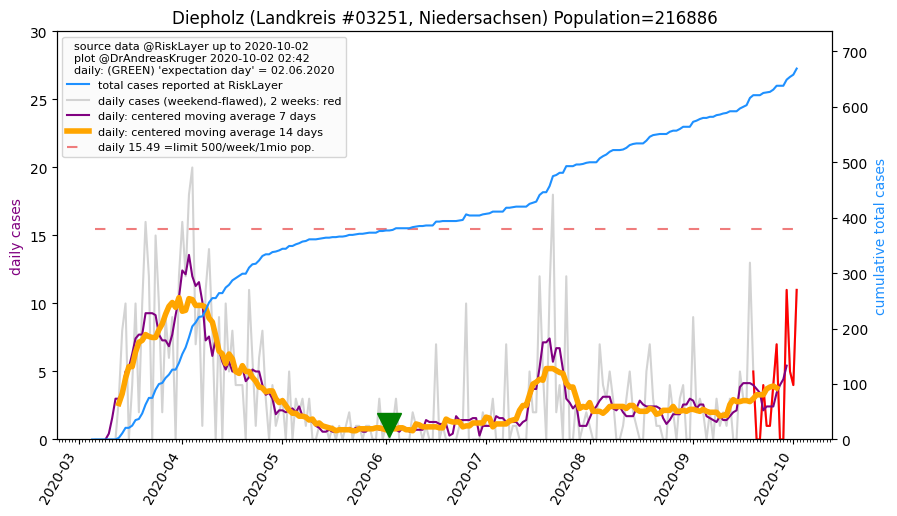 Diepholz (Landkreis #03251, Niedersachsen) Population=216886
source data @RiskLayer up to 2020-10-02
plot @DrAndreasKruger 2020-10-02 02:42
daily: (GREEN) 'expectation day' = 02.06.2020
total cases reported at RiskLayer
daily cases (weekend-flawed), 2 weeks: red
daily: centered moving average 7 days
daily: centered moving average 14 days
daily 15.49 =limit 500/week/1mio pop.
daily cases
30
25
20
15
10
5
0
cumulative total cases
700
600
500
400
300
200
100
0
2020-03
2020-04
2020-05
2020-06
2020-07
2020-08
2020-09
2020-10